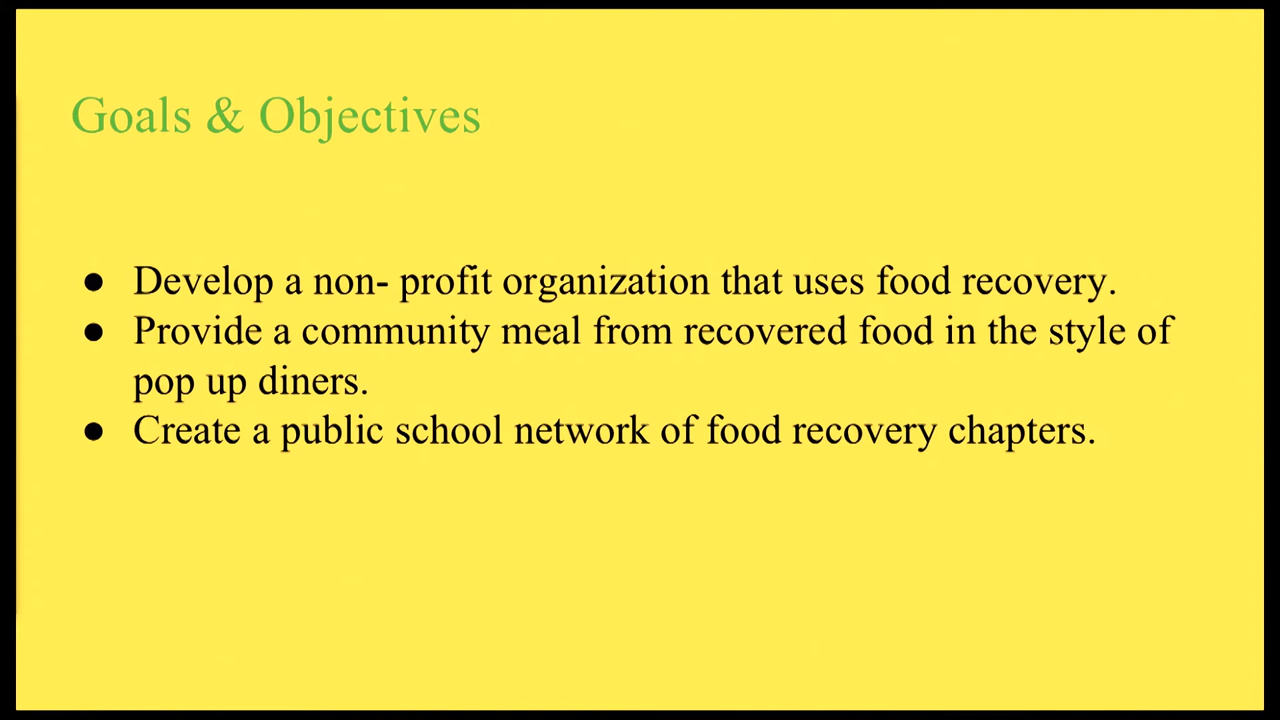 Goals & Objectives
● Develop a non- profit organization that uses food recovery.
● Provide a community meal from recovered food in the style of
pop up diners.
● Create a public school network of food recovery chapters.